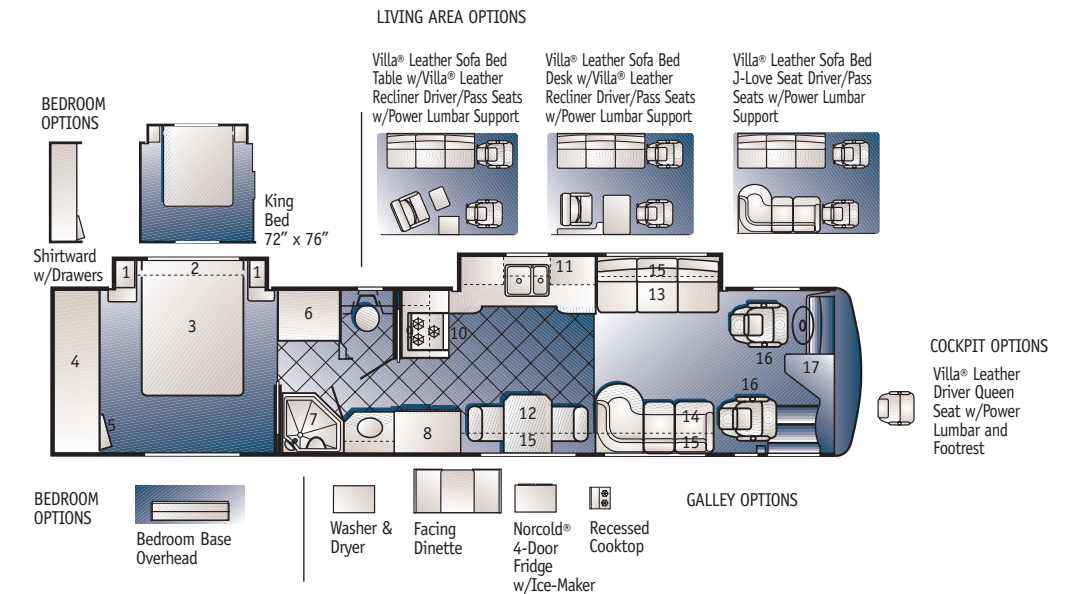 LIVING AREA OPTIONS
Villa® Leather Sofa Bed
Table w/Villa® Leather
Recliner Driver/Pass Seats
w/Power Lumbar Support
Villa® Leather Sofa Bed
Desk w/Villa® Leather
Recliner Driver/Pass Seats
w/Power Lumbar Support
Villa® Leather Sofa Bed
J-Love Seat Driver/Pass
Seats w/Power Lumbar
Support
BEDROOM
OPTIONS
King
Bed
72" x 76"
Shirtward
w/Drawers
1
2
1
3
4
5
6
7
8
9
10
11
15
13
12
15
14
15
16
16
17
COCKPIT OPTIONS
Villa® Leather
Driver Queen
Seat w/Power
Lumbar and
Footrest
BEDROOM
OPTIONS
Bedroom Base
Overhead
Washer &
Dryer
Facing
Dinette
Norcold®
4-Door
Fridge
w/Ice-Maker
Recessed
Cooktop
GALLEY OPTIONS